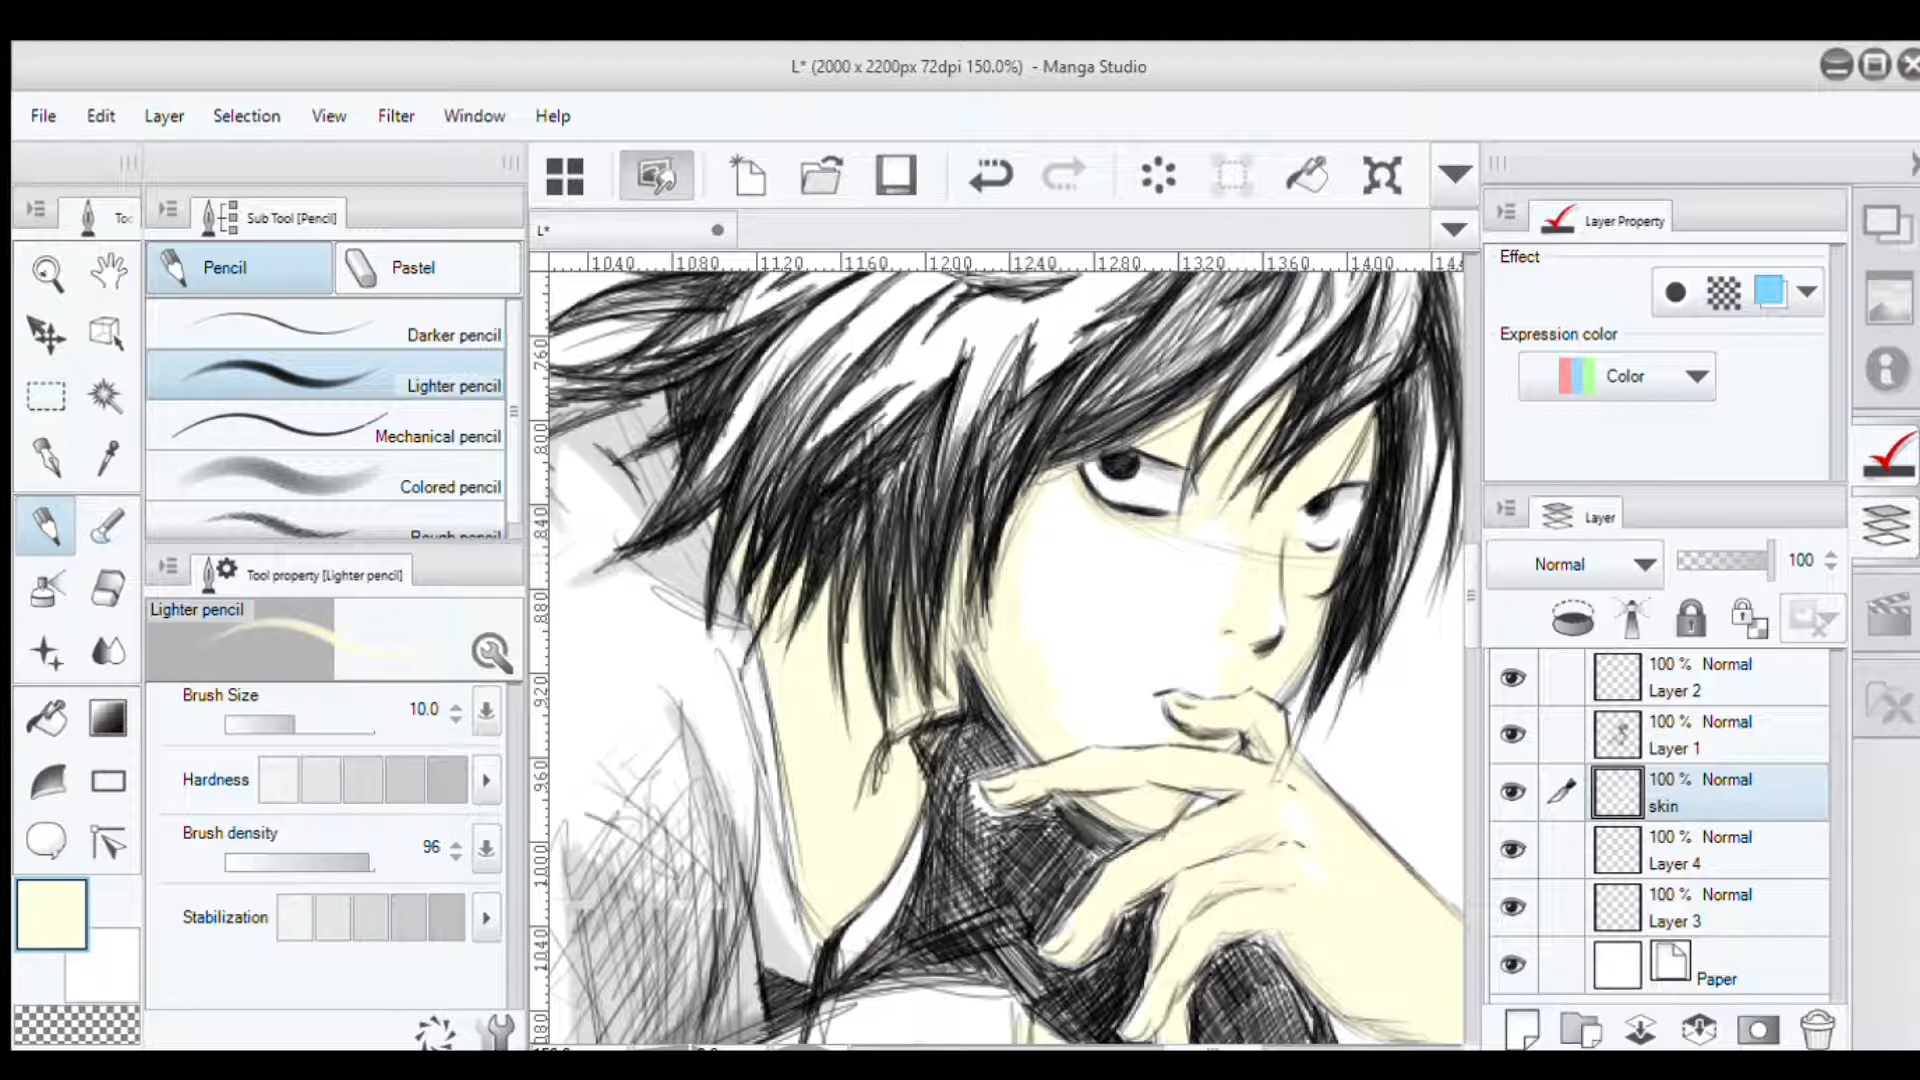 L* (2000 x 2200px 72dpi 150.0%) - Manga Studio
File Edit Layer Selection View Filter Window Help
Sub Tool [Pencil]
L*
Layer Property
Pencil Pastel
Effect
1040 1080 1120 1160 1200 1240 1280 1320 1360 1400
Darker pencil
Expression color
Color
760
Lighter pencil
Mechanical pencil
800
Colored pencil
840
Layer
Rough pencil
Tool property [Lighter pencil]
Normal 100
Lighter pencil
880
Brush Size 10.0
920
100 % Normal
Layer 2
100 % Normal
Layer 1
Hardness
960
100 % Normal
skin
Brush density 96
1000
100 % Normal
Layer 4
Stabilization
1040
100 % Normal
Layer 3
Paper